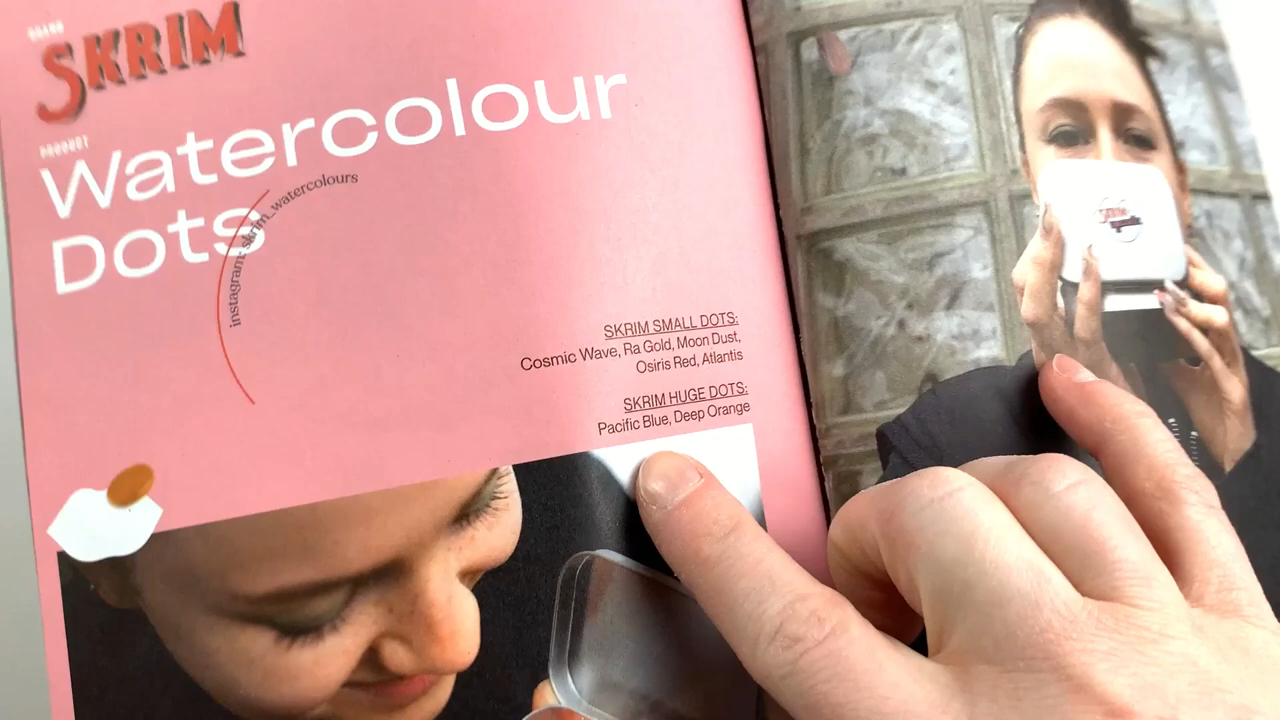 BRAND
SKRIM
PRODUCT
Watercolour
Dots
instagram: skrim_watercolours
SKRIM SMALL DOTS:
Cosmic Wave, Ra Gold, Moon Dust,
Osiris Red, Atlantis
SKRIM HUGE DOTS:
Pacific Blue, Deep Orange
SKRIM